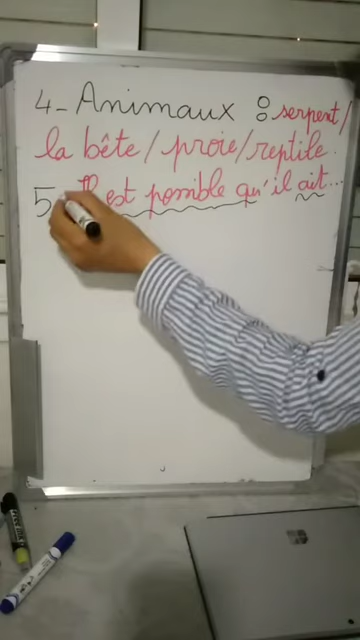 4- Animaux : serpent/
la bête/ proie/reptile.
5 Il est possible qu'il ait...